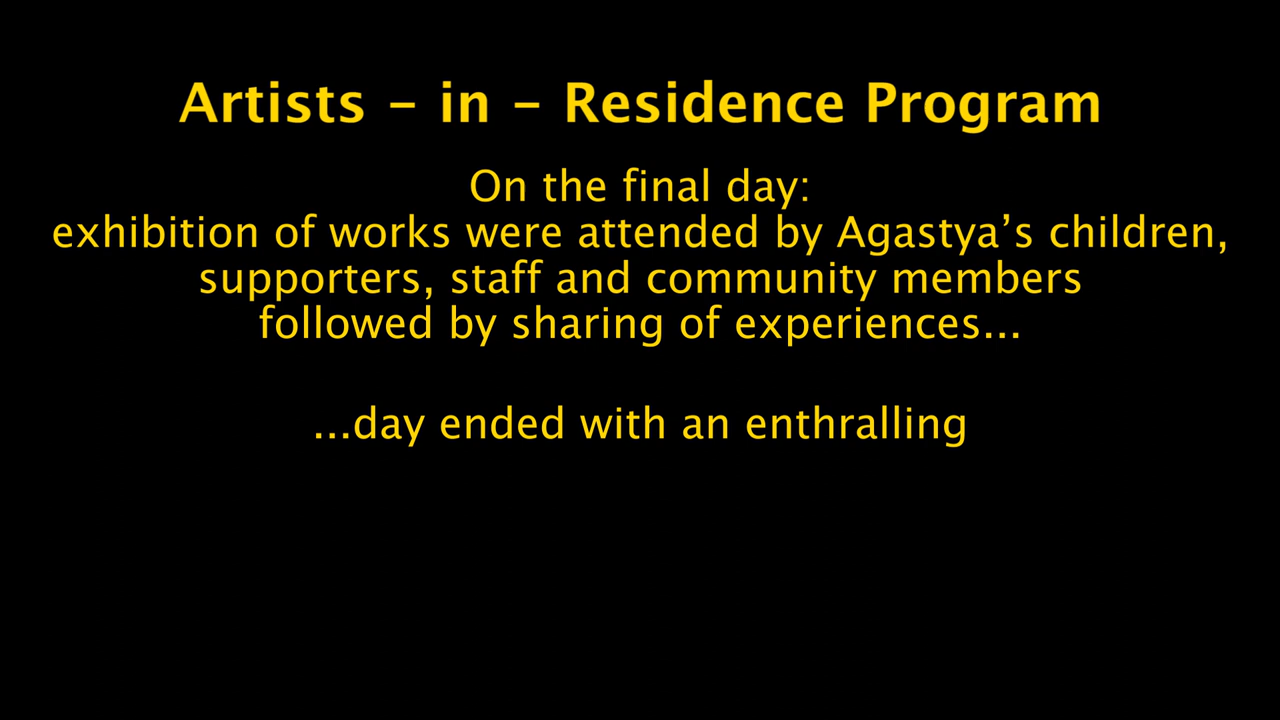 Artists – in – Residence Program
On the final day:
exhibition of works were attended by Agastya’s children,
supporters, staff and community members
followed by sharing of experiences...
...day ended with an enthralling